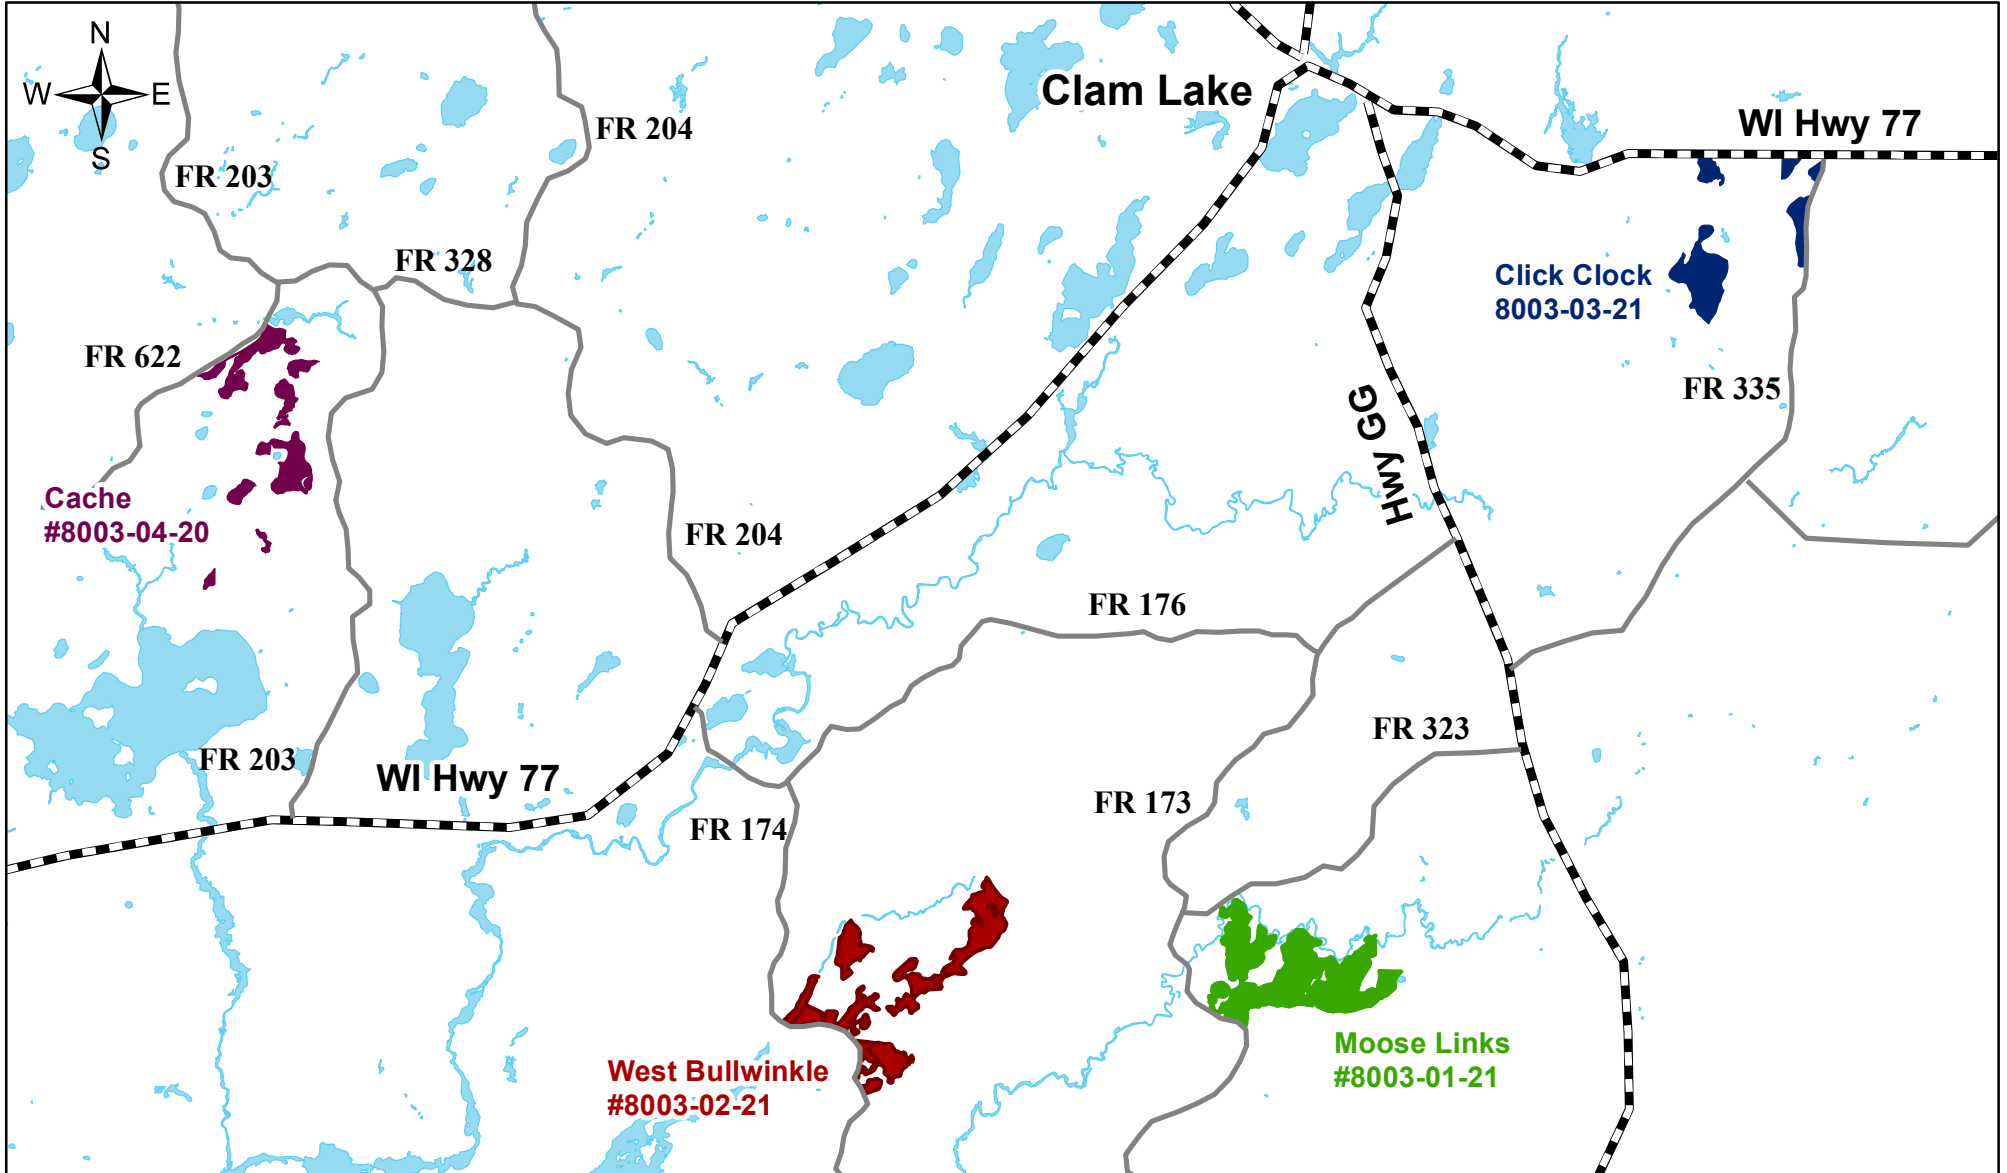 N
W E
S
Clam Lake
WI Hwy 77
FR 204
FR 203
FR 328
Click Clock
8003-03-21
FR 622
FR 335
Hwy GG
Cache
#8003-04-20
FR 204
FR 176
FR 323
FR 203
WI Hwy 77
FR 173
FR 174
Moose Links
#8003-01-21
West Bullwinkle
#8003-02-21